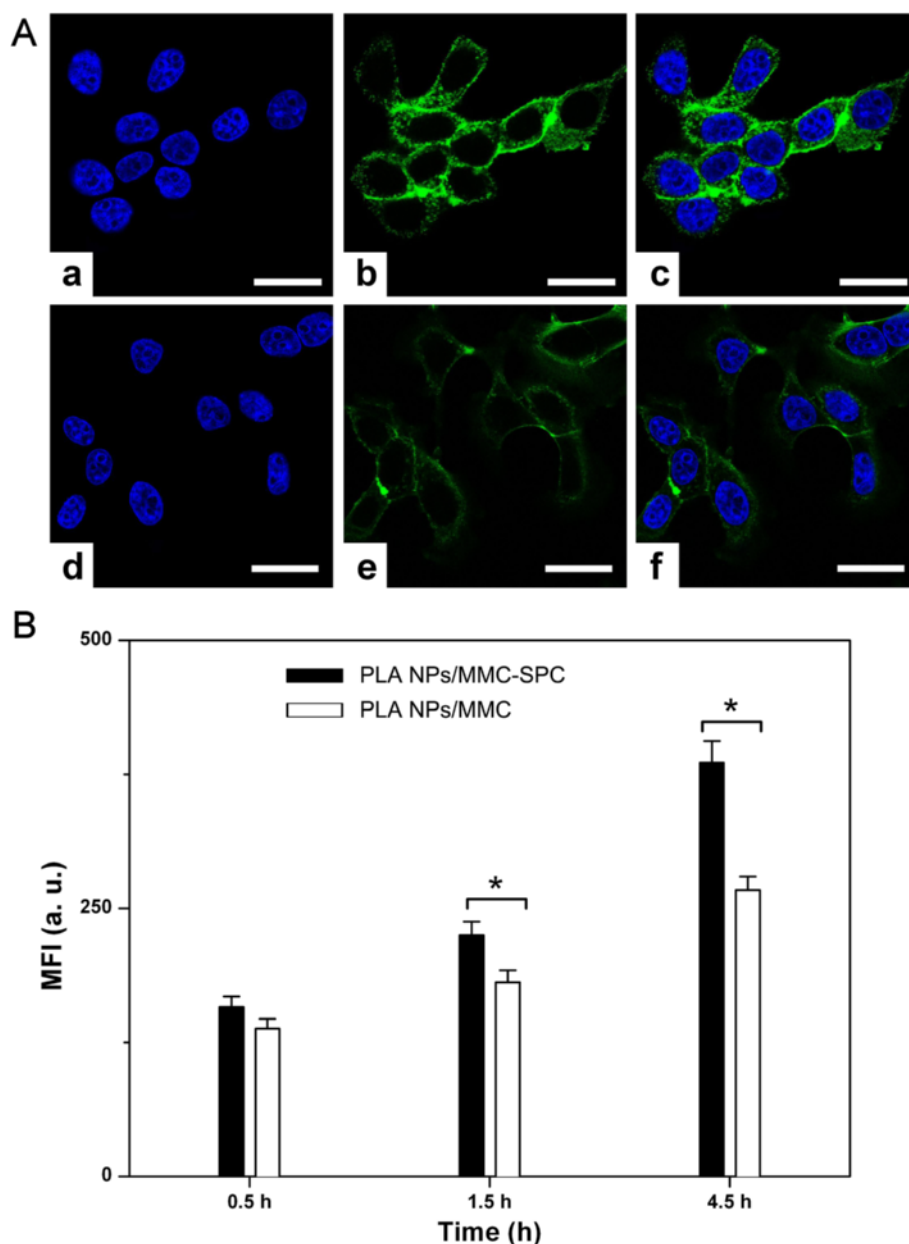 A
a
b
c
d
e
f
B
500
PLA NPs/MMC-SPC
PLA NPs/MMC
*
*
250
MFI (a. u.)
0
0.5 h 1.5 h 4.5 h
Time (h)